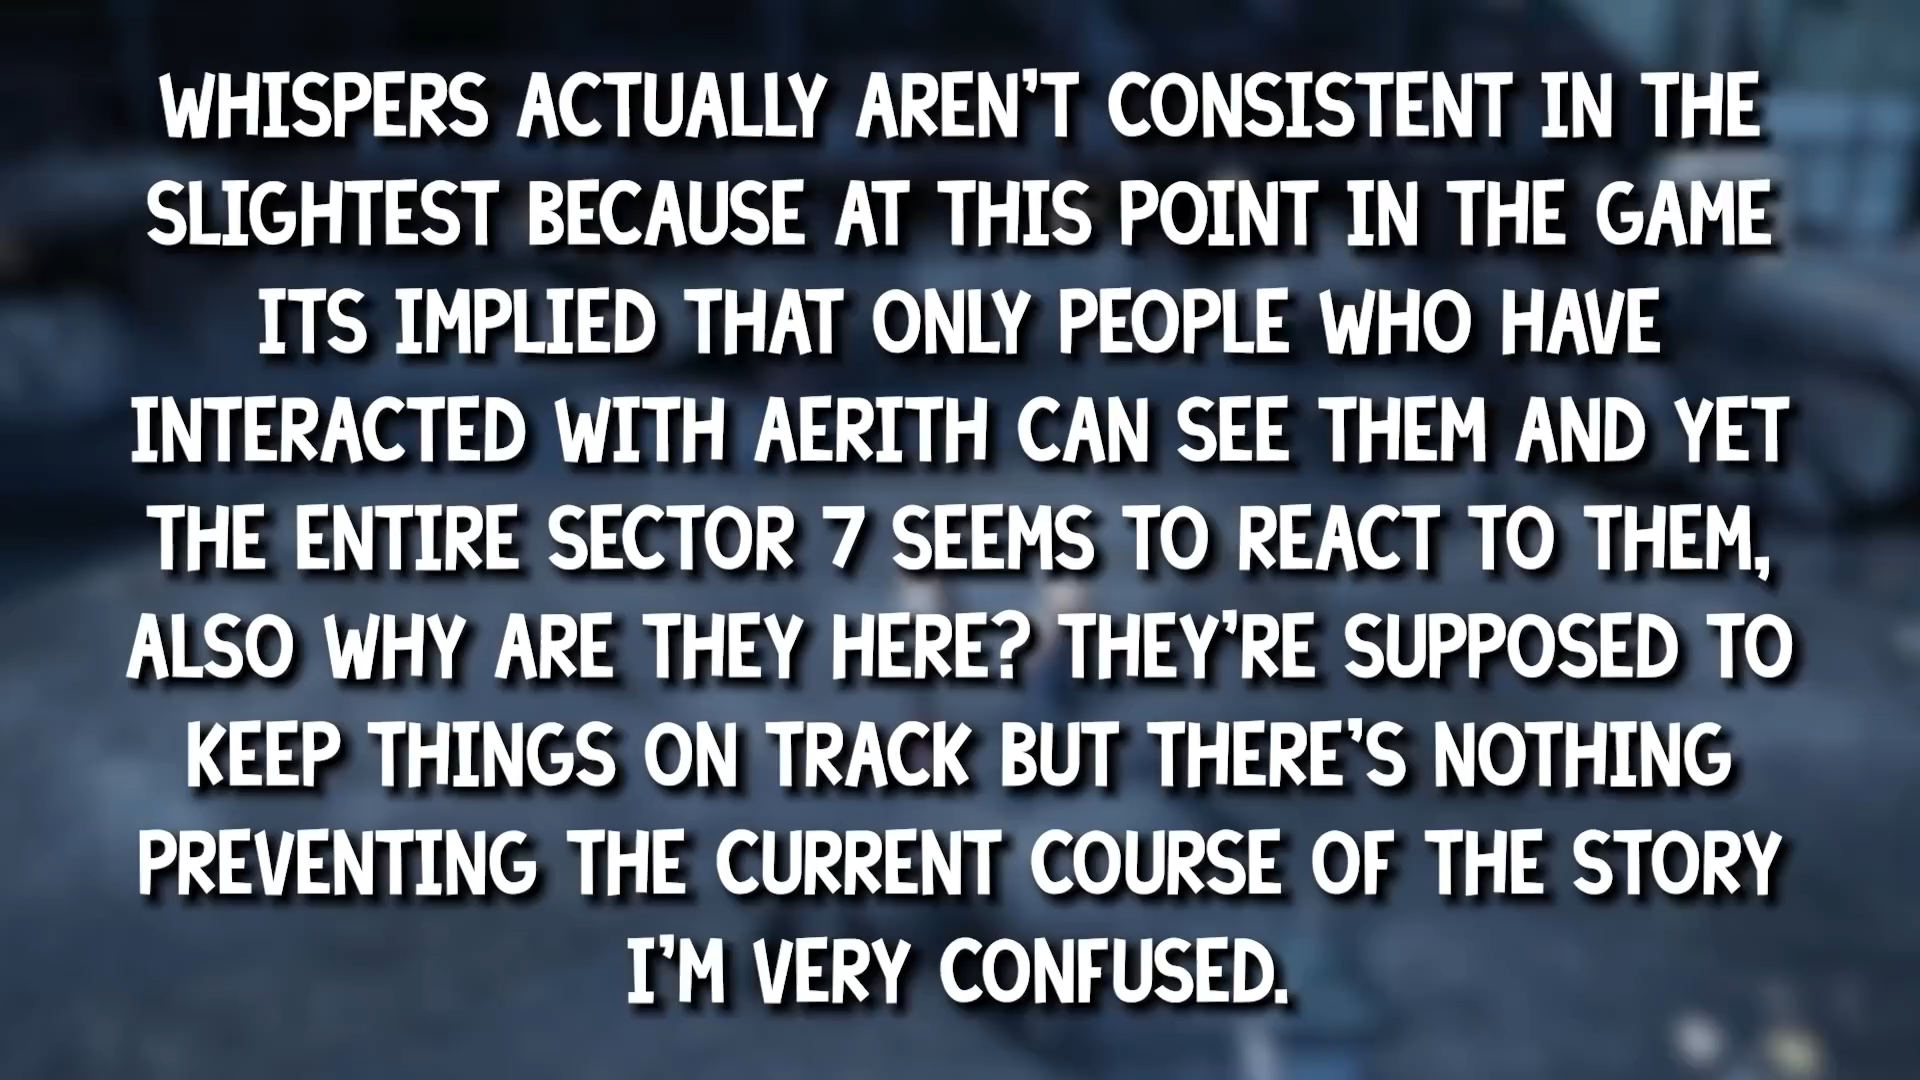 WHISPERS ACTUALLY AREN'T CONSISTENT IN THE
SLIGHTEST BECAUSE AT THIS POINT IN THE GAME
ITS IMPLIED THAT ONLY PEOPLE WHO HAVE
INTERACTED WITH AERITH CAN SEE THEM AND YET
THE ENTIRE SECTOR 7 SEEMS TO REACT TO THEM,
ALSO WHY ARE THEY HERE? THEY'RE SUPPOSED TO
KEEP THINGS ON TRACK BUT THERE'S NOTHING
PREVENTING THE CURRENT COURSE OF THE STORY
I'M VERY CONFUSED.